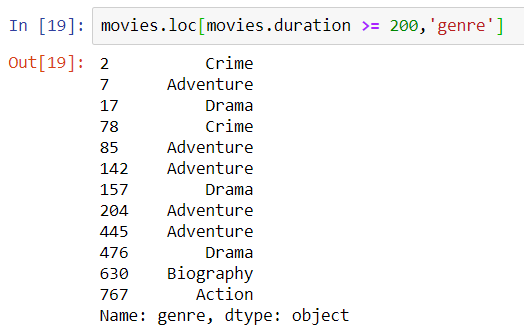 In [19]: movies.loc[movies.duration >= 200,'genre']
Out[19]: 2 Crime
7 Adventure
17 Drama
78 Crime
85 Adventure
142 Adventure
157 Drama
204 Adventure
445 Adventure
476 Drama
630 Biography
767 Action
Name: genre, dtype: object